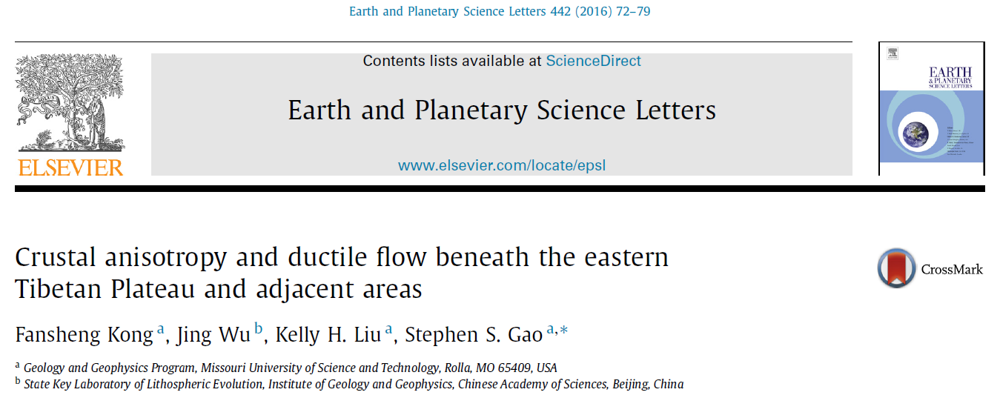 Earth and Planetary Science Letters 442 (2016) 72–79
Contents lists available at ScienceDirect
Earth and Planetary Science Letters
www.elsevier.com/locate/epsl
ELSEVIER
EARTH
& PLANETARY
SCIENCE LETTERS
Crustal anisotropy and ductile flow beneath the eastern
Tibetan Plateau and adjacent areas
CrossMark
Fansheng Kong a, Jing Wu b, Kelly H. Liu a, Stephen S. Gao a,*
a Geology and Geophysics Program, Missouri University of Science and Technology, Rolla, MO 65409, USA
b State Key Laboratory of Lithospheric Evolution, Institute of Geology and Geophysics, Chinese Academy of Sciences, Beijing, China